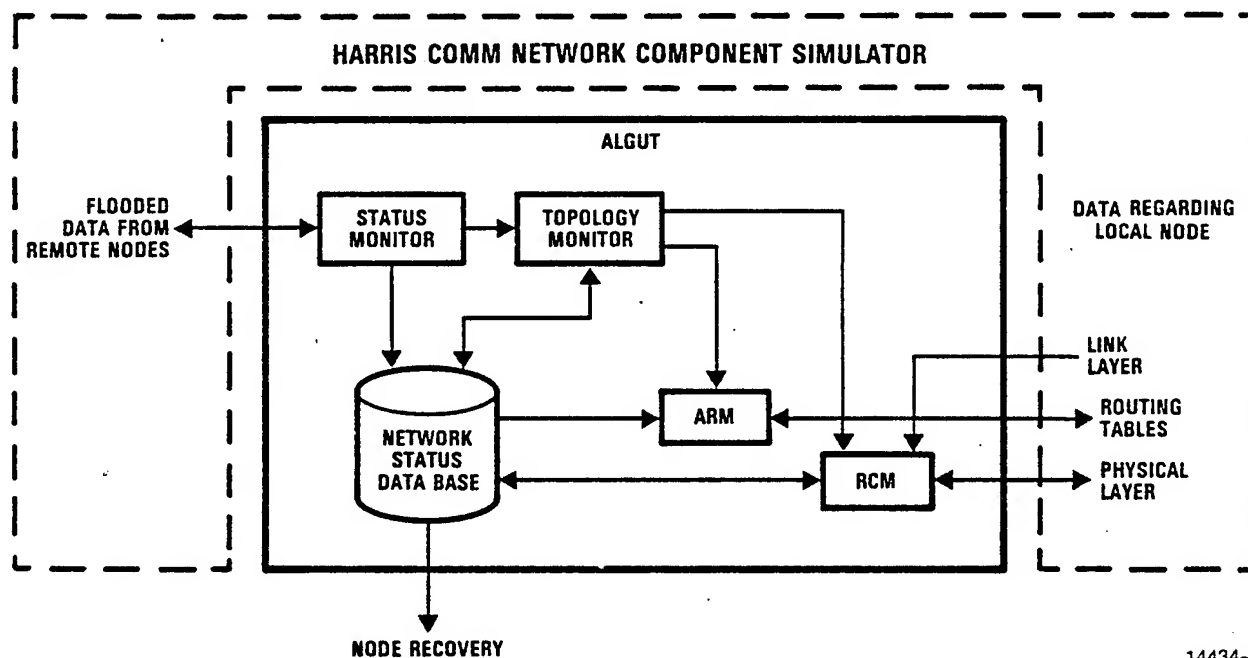 HARRIS COMM NETWORK COMPONENT SIMULATOR
ALGUT
FLOODED
DATA FROM
REMOTE NODES
STATUS
MONITOR
TOPOLOGY
MONITOR
DATA REGARDING
LOCAL NODE
LINK
LAYER
ARM
ROUTING
TABLES
NETWORK
STATUS
DATA BASE
RCM
PHYSICAL
LAYER
NODE RECOVERY
14434-